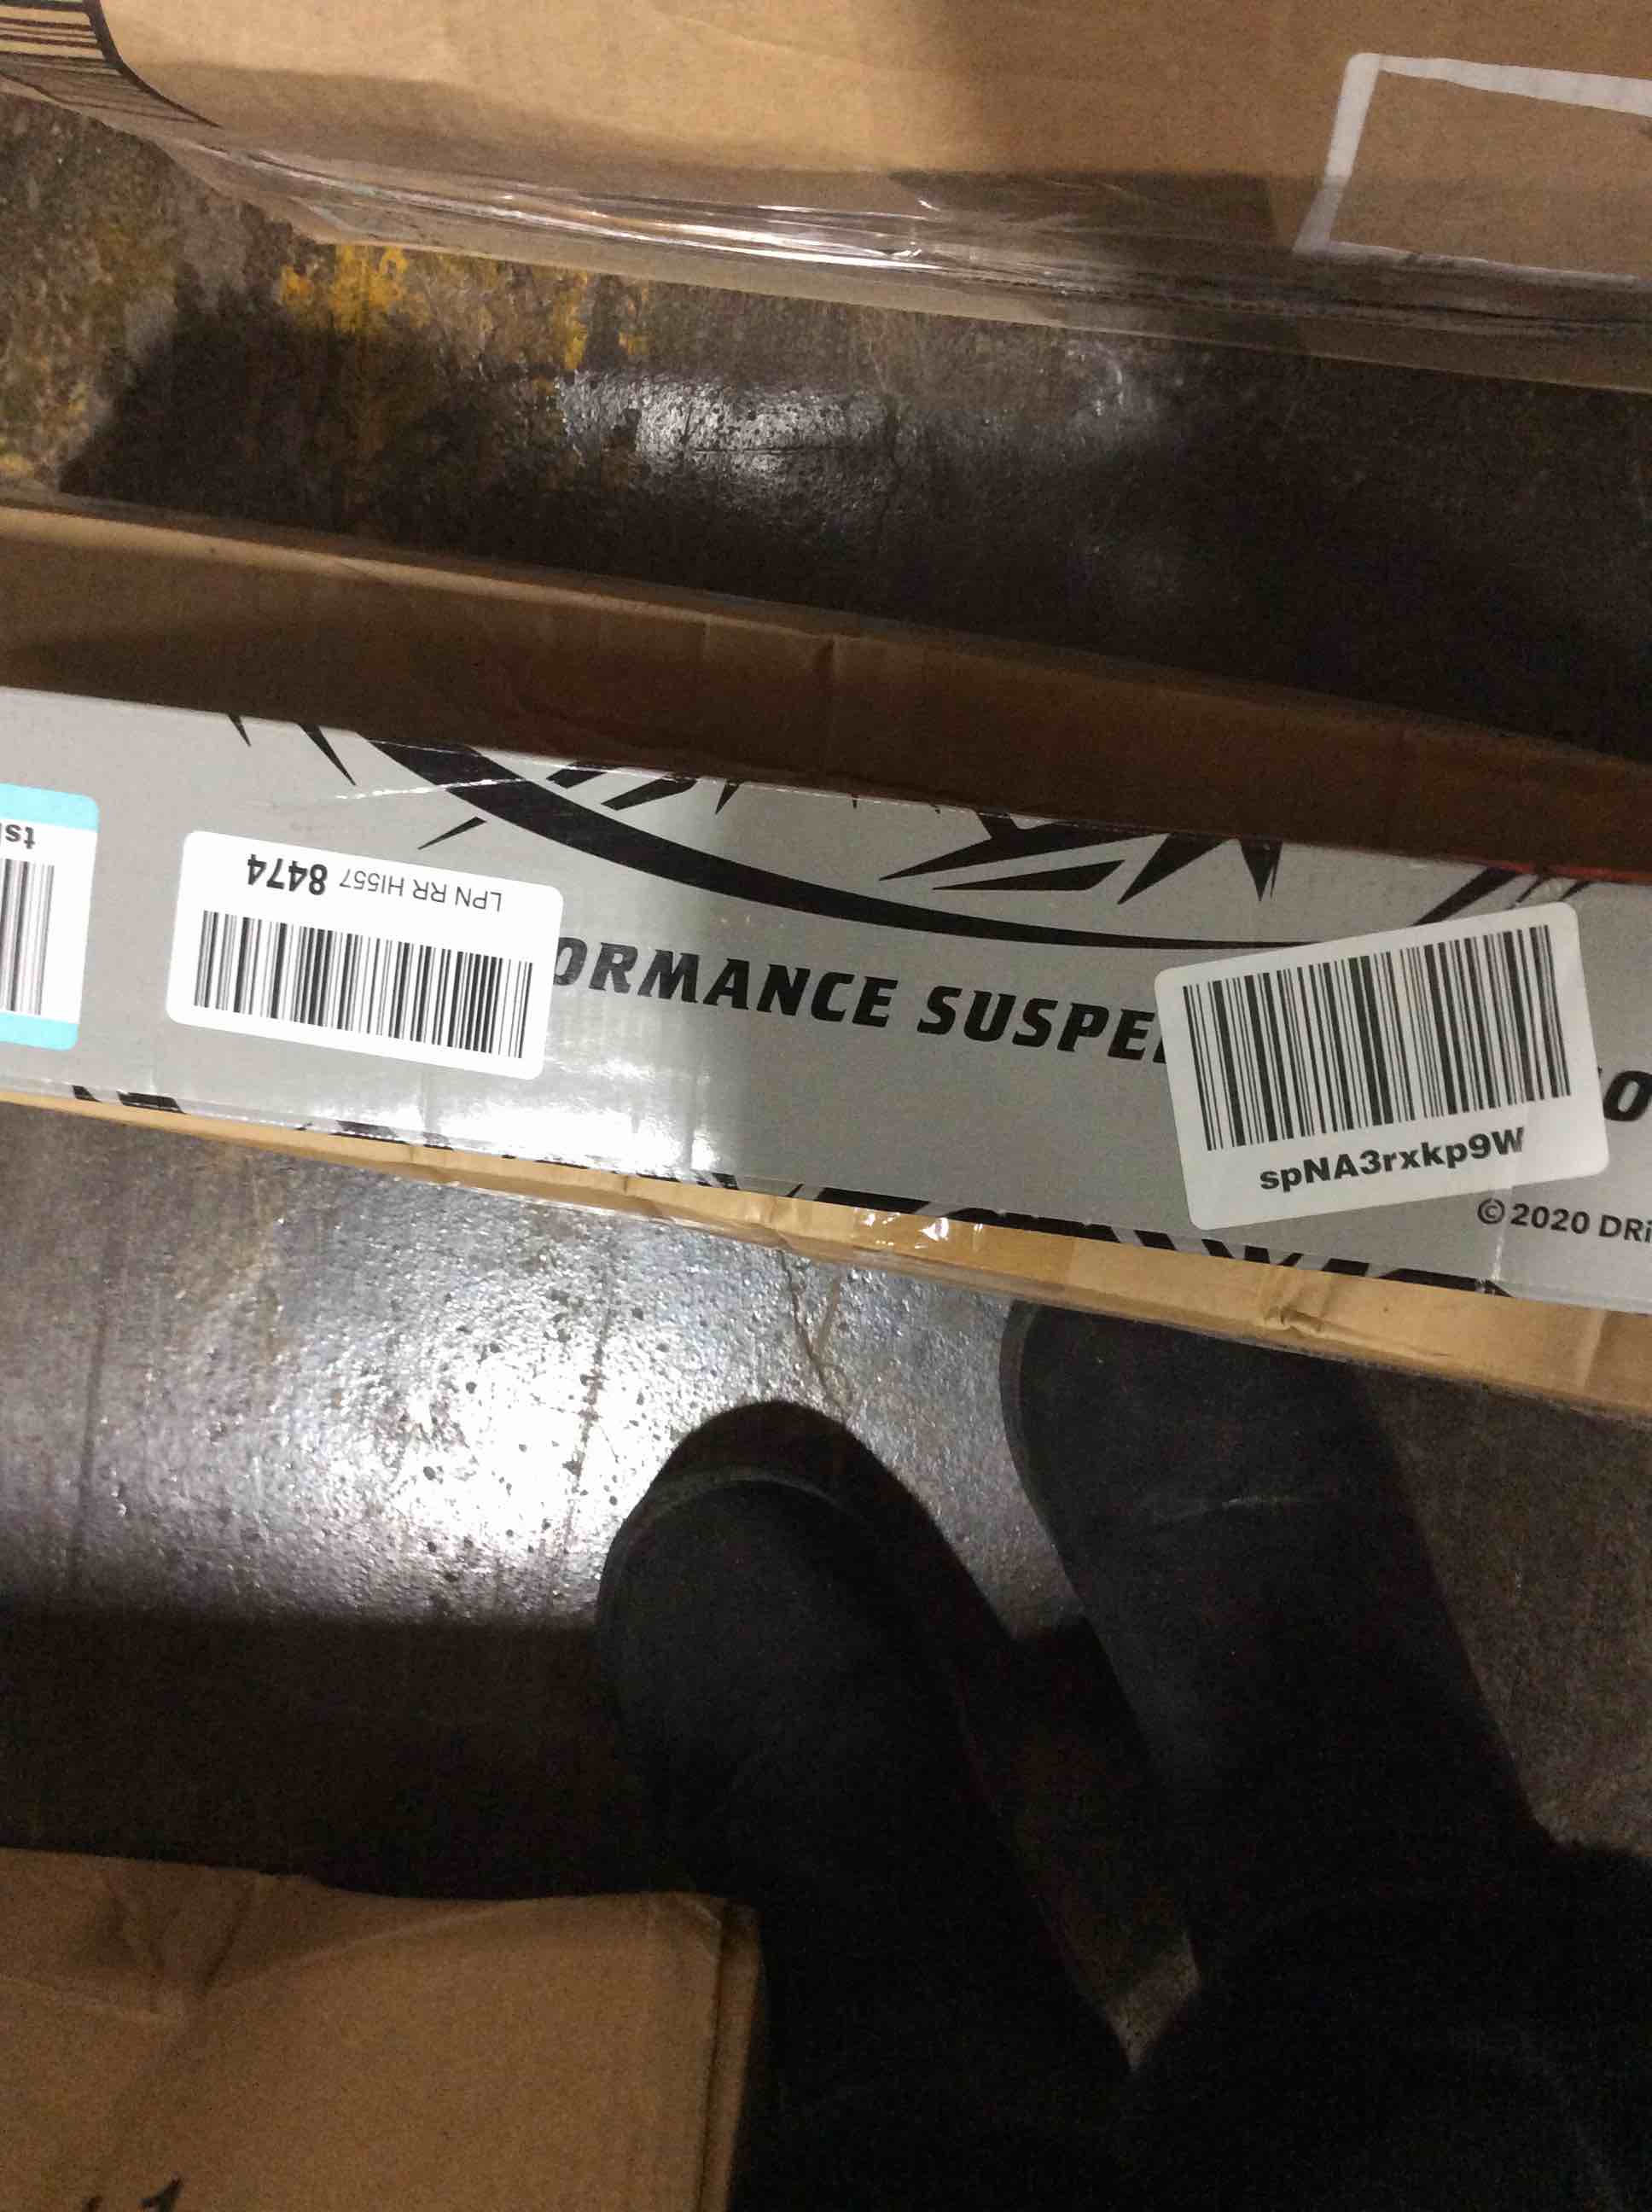 LPN RR HI557 8474
ORMANCE SUSPE
spNA3rxkp9W
© 2020 DRi